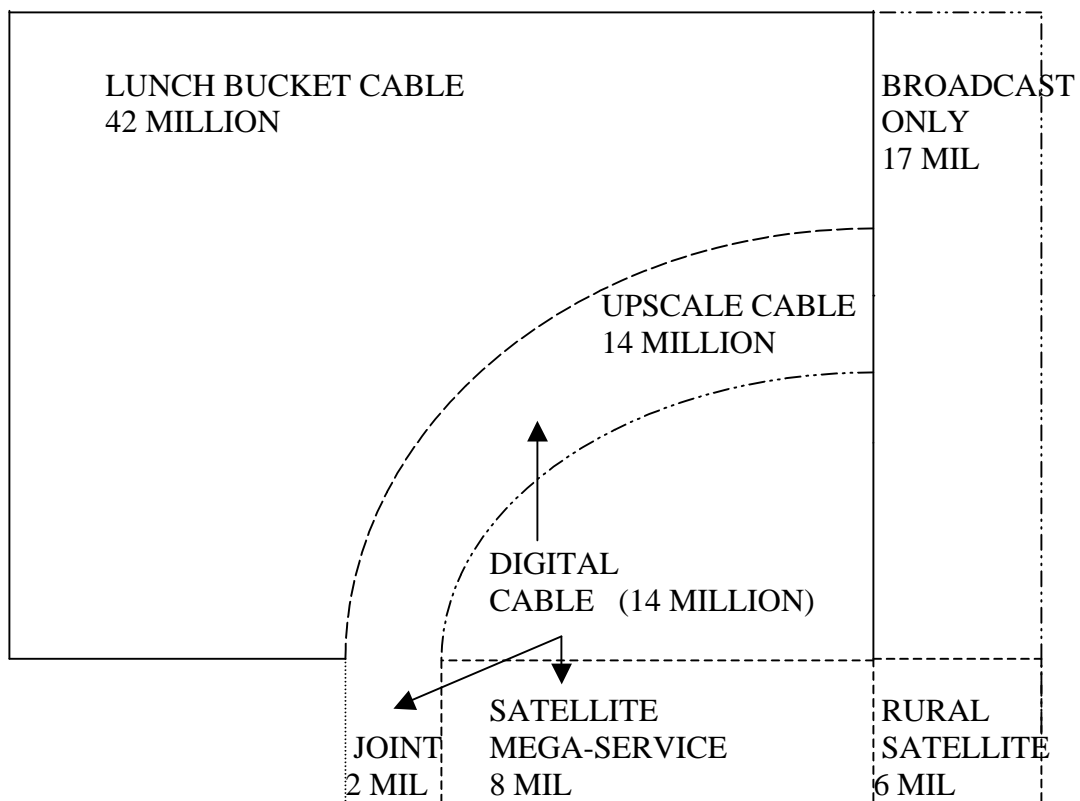 LUNCH BUCKET CABLE
42 MILLION
BROADCAST
ONLY
17 MIL
UPSCALE CABLE
14 MILLION
DIGITAL
CABLE (14 MILLION)
JOINT
2 MIL
SATELLITE
MEGA-SERVICE
8 MIL
RURAL
SATELLITE
6 MIL